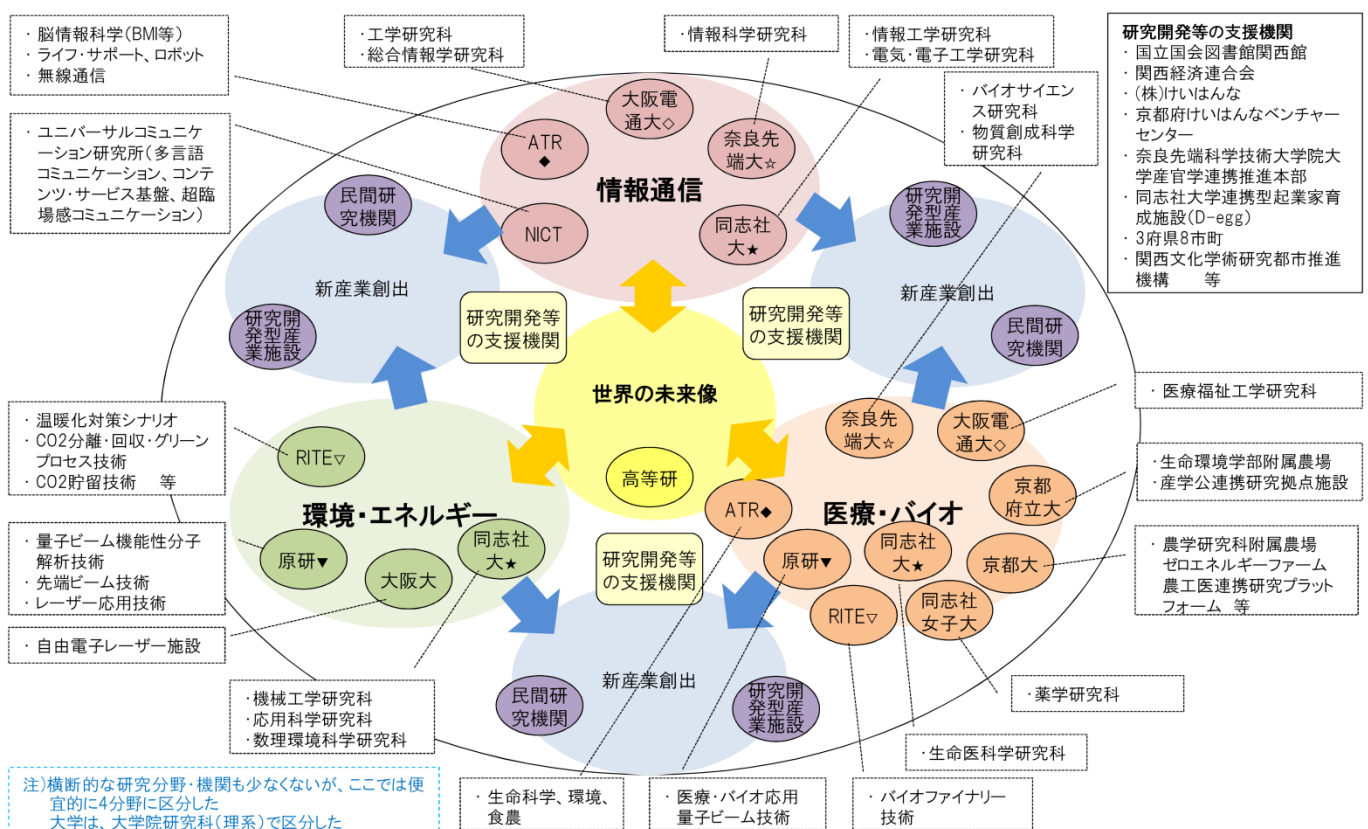 ・脳情報科学(BMI等)
・ライフ・サポート、ロボット
・無線通信
・工学研究科
・総合情報学研究科
・情報科学研究科
・情報工学研究科
・電気・電子工学研究科
研究開発等の支援機関
・国立国会図書館関西館
・関西経済連合会
・(株)けいはんな
・京都府けいはんなベンチャー
センター
・奈良先端科学技術大学院大
学産官学連携推進本部
・同志社大学連携型起業家育
成施設(D-egg)
・3府県8市町
・関西文化学術研究都市推進
機構 等
・ユニバーサルコミュニケ
ーション研究所(多言語
コミュニケーション、コンテ
ンツ・サービス基盤、超臨
場感コミュニケーション)
・バイオサイエン
ス研究科
・物質創成科学
研究科
大阪電
通大◇
ATR
◆
奈良先
端大☆
情報通信
NICT
同志社
大★
民間研
究機関
新産業創出
研究開
発型産
業施設
研究開
発型産
業施設
新産業創出
民間研
究機関
研究開発等
の支援機関
研究開発等
の支援機関
世界の未来像
高等研
研究開発等
の支援機関
・温暖化対策シナリオ
・CO2分離・回収・グリーン
プロセス技術
・CO2貯留技術 等
・量子ビーム機能性分子
解析技術
・先端ビーム技術
・レーザー応用技術
・自由電子レーザー施設
RITE▽
環境・エネルギー
原研▼
大阪大
同志社
大★
・機械工学研究科
・応用科学研究科
・数理環境科学研究科
奈良先
端大☆
大阪電
通大◇
京都
府立大
ATR◆
医療・バイオ
原研▼
同志社
大★
京都大
RITE▽
同志社
女子大
・医療福祉工学研究科
・生命環境学部附属農場
・産学公連携研究拠点施設
・農学研究科附属農場
ゼロエネルギーファーム
農工医連携研究プラット
フォーム 等
・薬学研究科
・生命医科学研究科
民間研
究機関
新産業創出
研究開
発型産
業施設
・生命科学、環境、
食農
・医療・バイオ応用
量子ビーム技術
・バイオファイナリー
技術
注)横断的な研究分野・機関も少なくないが、ここでは便
宜的に4分野に区分した
大学は、大学院研究科(理系)で区分した